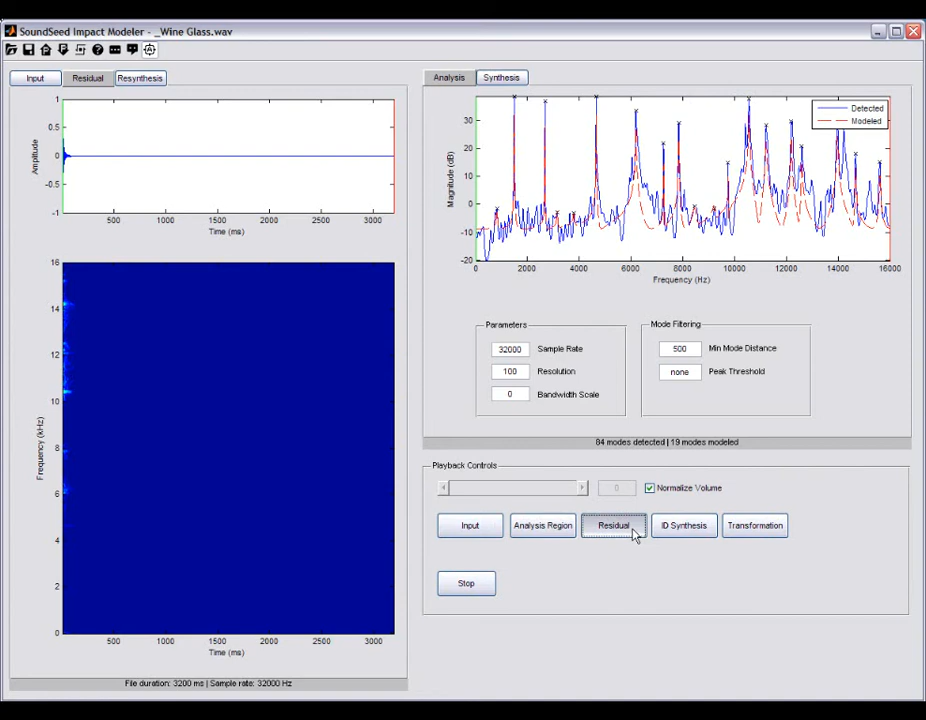 SoundSeed Impact Modeler - _Wine Glass.wav
Input Residual Resynthesis
1
0.5
0
-0.5
-1
Amplitude
500 1000 1500 2000 2500 3000
Time (ms)
16
14
12
10
8
6
4
2
0
Frequency (kHz)
500 1000 1500 2000 2500 3000
Time (ms)
File duration: 3200 ms | Sample rate: 32000 Hz
Analysis Synthesis
30
20
10
0
-10
-20
Magnitude (dB)
Detected
Modeled
0 2000 4000 6000 8000 10000 12000 14000 16000
Frequency (Hz)
Parameters
32000 Sample Rate
100 Resolution
0 Bandwidth Scale
Mode Filtering
500 Min Mode Distance
none Peak Threshold
84 modes detected | 19 modes modeled
Playback Controls
0 Normalize Volume
Input Analysis Region Residual ID Synthesis Transformation
Stop